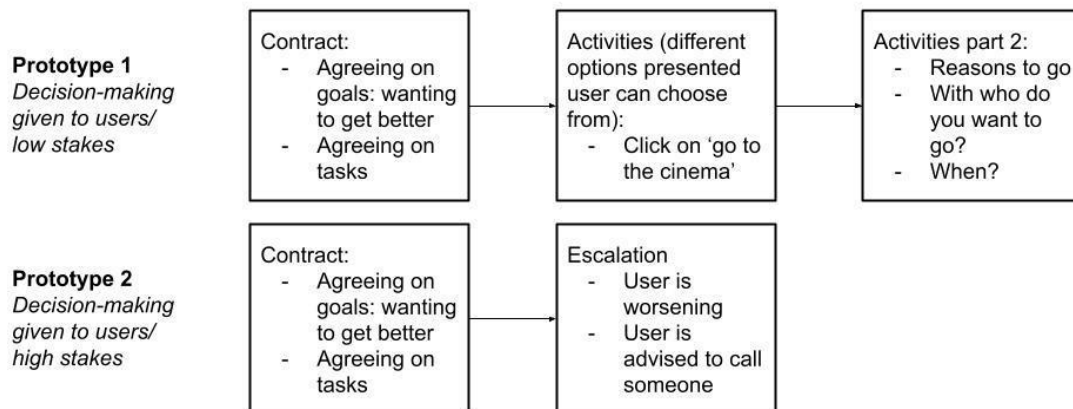 Prototype 1
Decision-making
given to users/
low stakes
Contract:
- Agreeing on
goals: wanting
to get better
- Agreeing on
tasks
Activities (different
options presented
user can choose
from):
- Click on ‘go to
the cinema’
Activities part 2:
- Reasons to go
- With who do
you want to
go?
- When?
Prototype 2
Decision-making
given to users/
high stakes
Contract:
- Agreeing on
goals: wanting
to get better
- Agreeing on
tasks
Escalation
- User is
worsening
- User is
advised to call
someone